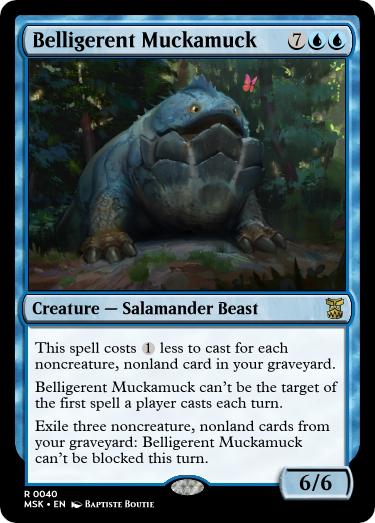 Belligerent Muckamuck 7
Creature — Salamander Beast
This spell costs 1 less to cast for each
noncreature, nonland card in your graveyard.
Belligerent Muckamuck can't be the target of
the first spell a player casts each turn.
Exile three noncreature, nonland cards from
your graveyard: Belligerent Muckamuck
can't be blocked this turn.
6/6
R 0040
MSK • EN Baptiste Boutie